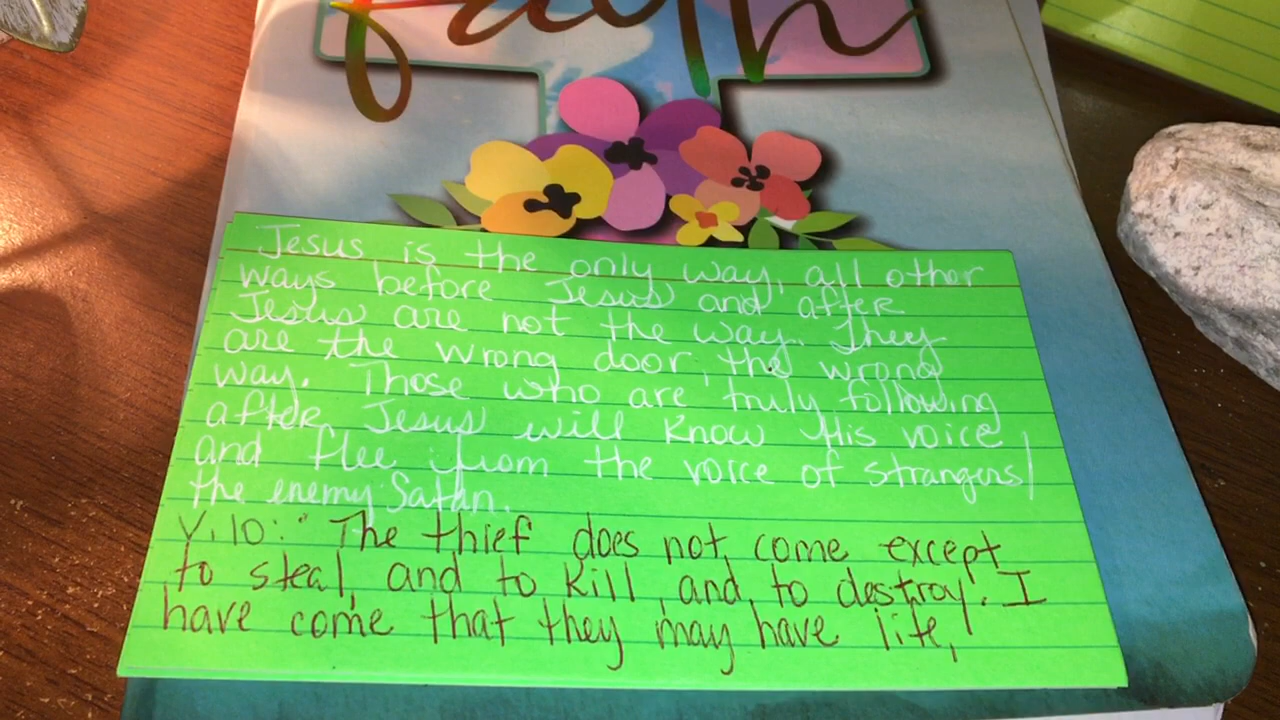 faith
Jesus is the only way, all other
ways before Jesus and after
Jesus are not the way. They
are the wrong door, the wrong
way. Those who are truly following
after Jesus will know His voice
and flee from the voice of strangers/
the enemy Satan.
V.10: "The thief does not come except
to steal, and to kill, and to destroy. I
have come that they may have life,